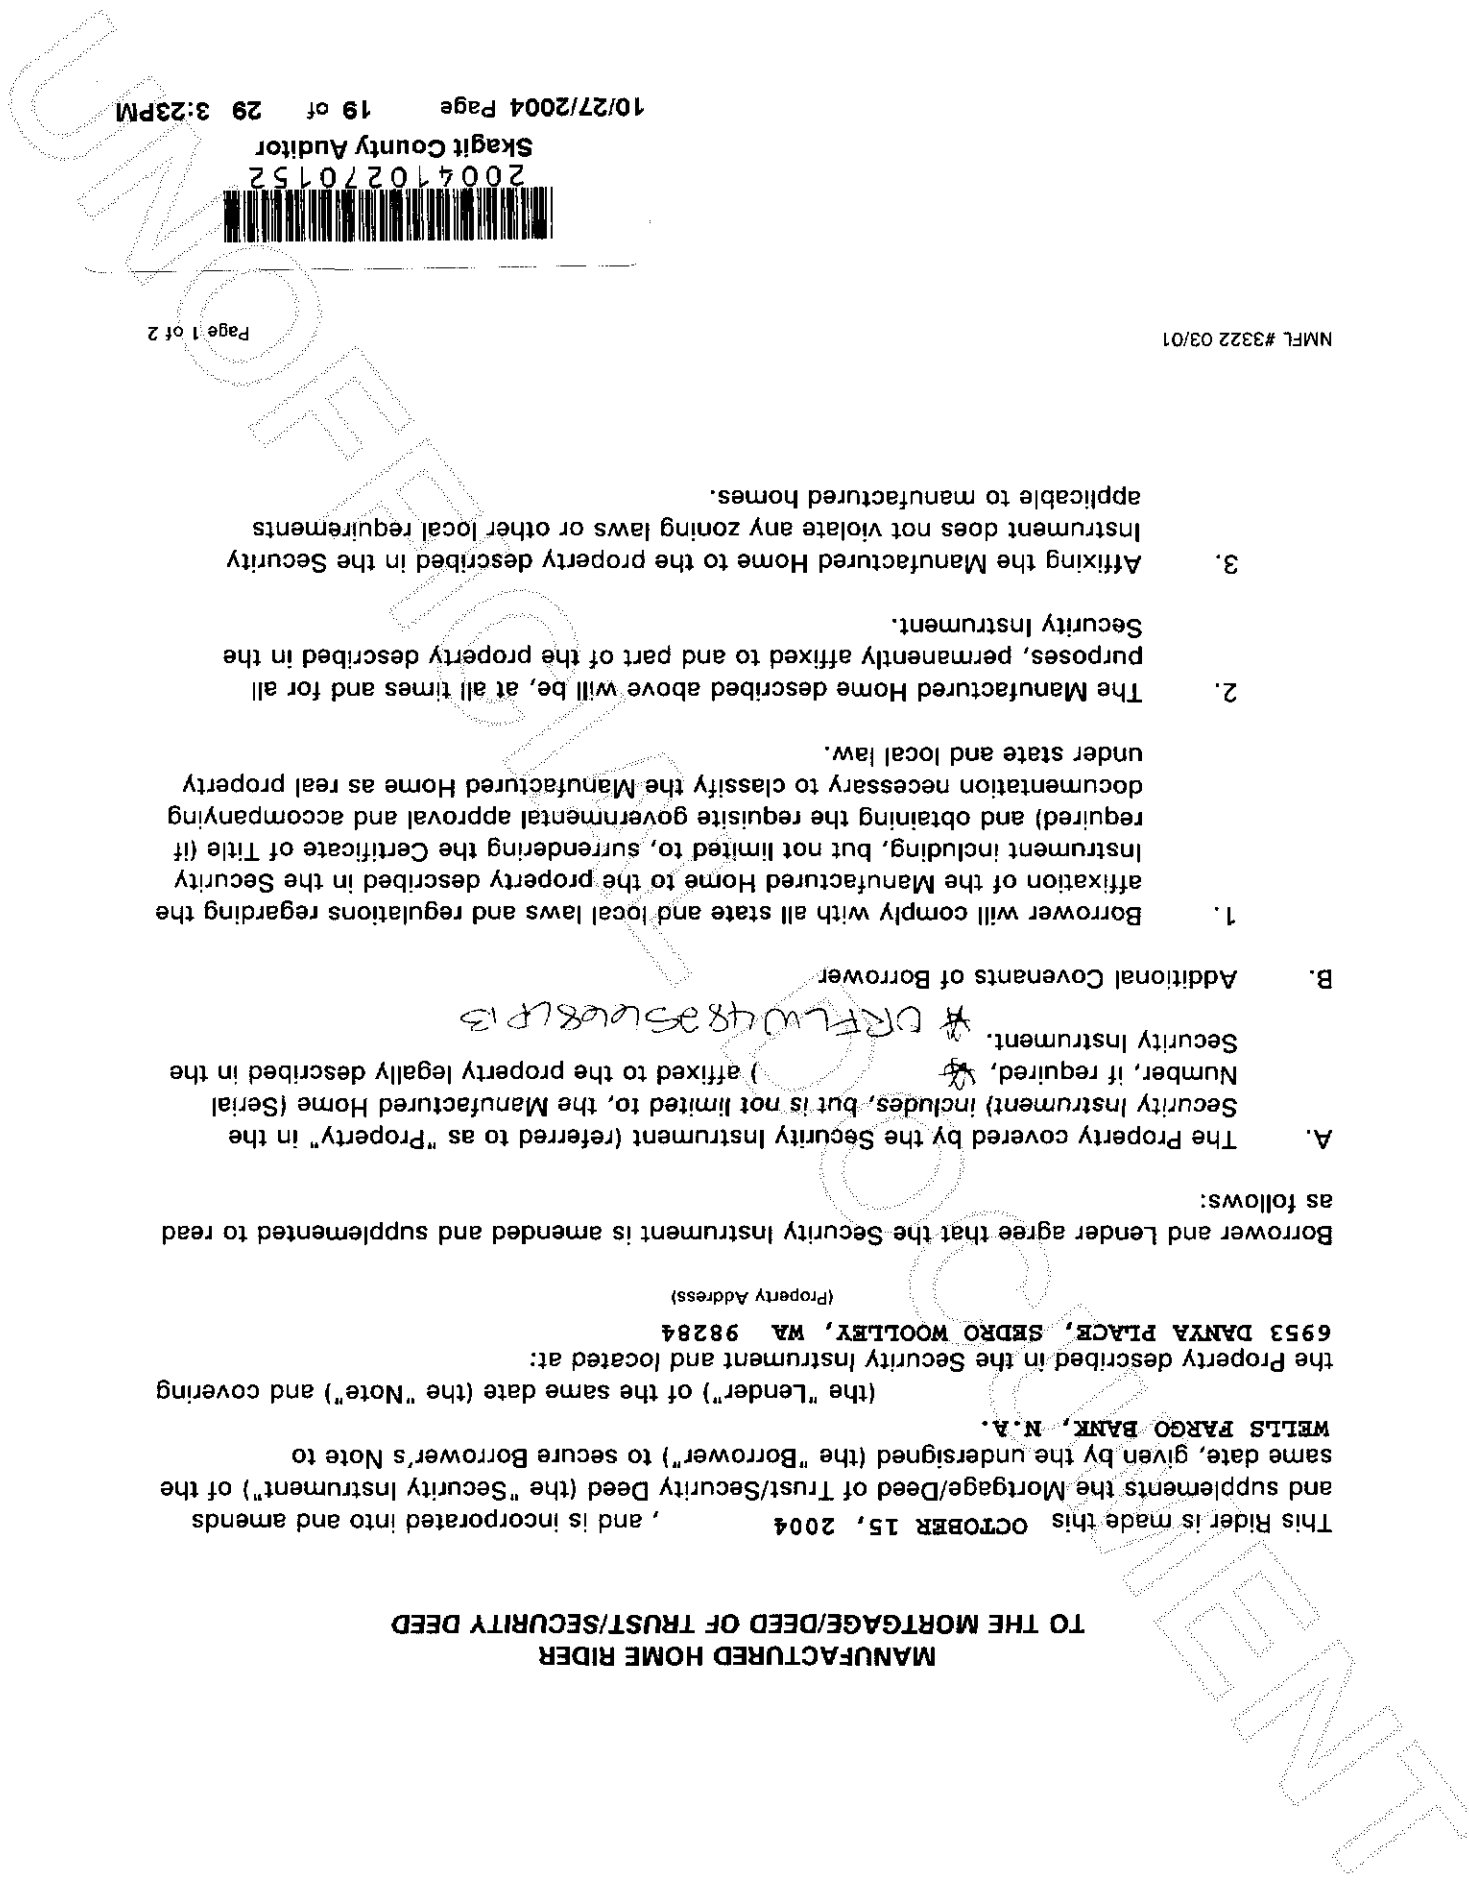 MANUFACTURED HOME RIDER
TO THE MORTGAGE/DEED OF TRUST/SECURITY DEED
This Rider is made this OCTOBER 15, 2004 , and is incorporated into and amends
and supplements the Mortgage/Deed of Trust/Security Deed (the "Security Instrument") of the
same date, given by the undersigned (the "Borrower") to secure Borrower's Note to
WELLS FARGO BANK, N.A.
(the "Lender") of the same date (the "Note") and covering
the Property described in the Security Instrument and located at:
6953 DANYA PLACE, SEDRO WOOLLEY, WA 98284
(Property Address)
Borrower and Lender agree that the Security Instrument is amended and supplemented to read
as follows:
A. The Property covered by the Security Instrument (referred to as "Property" in the
Security Instrument) includes, but is not limited to, the Manufactured Home (Serial
Number, if required, ) affixed to the property legally described in the
Security Instrument.
B. Additional Covenants of Borrower
1. Borrower will comply with all state and local laws and regulations regarding the
affixation of the Manufactured Home to the property described in the Security
Instrument including, but not limited to, surrendering the Certificate of Title (if
required) and obtaining the requisite governmental approval and accompanying
documentation necessary to classify the Manufactured Home as real property
under state and local law.
2. The Manufactured Home described above will be, at all times and for all
purposes, permanently affixed to and part of the property described in the
Security Instrument.
3. Affixing the Manufactured Home to the property described in the Security
Instrument does not violate any zoning laws or other local requirements
applicable to manufactured homes.
NMFL #3322 03/01 Page 1 of 2
200410270152
Skagit County Auditor
10/27/2004 Page 19 of 29 3:23PM
UNOFFICIAL DOCUMENT